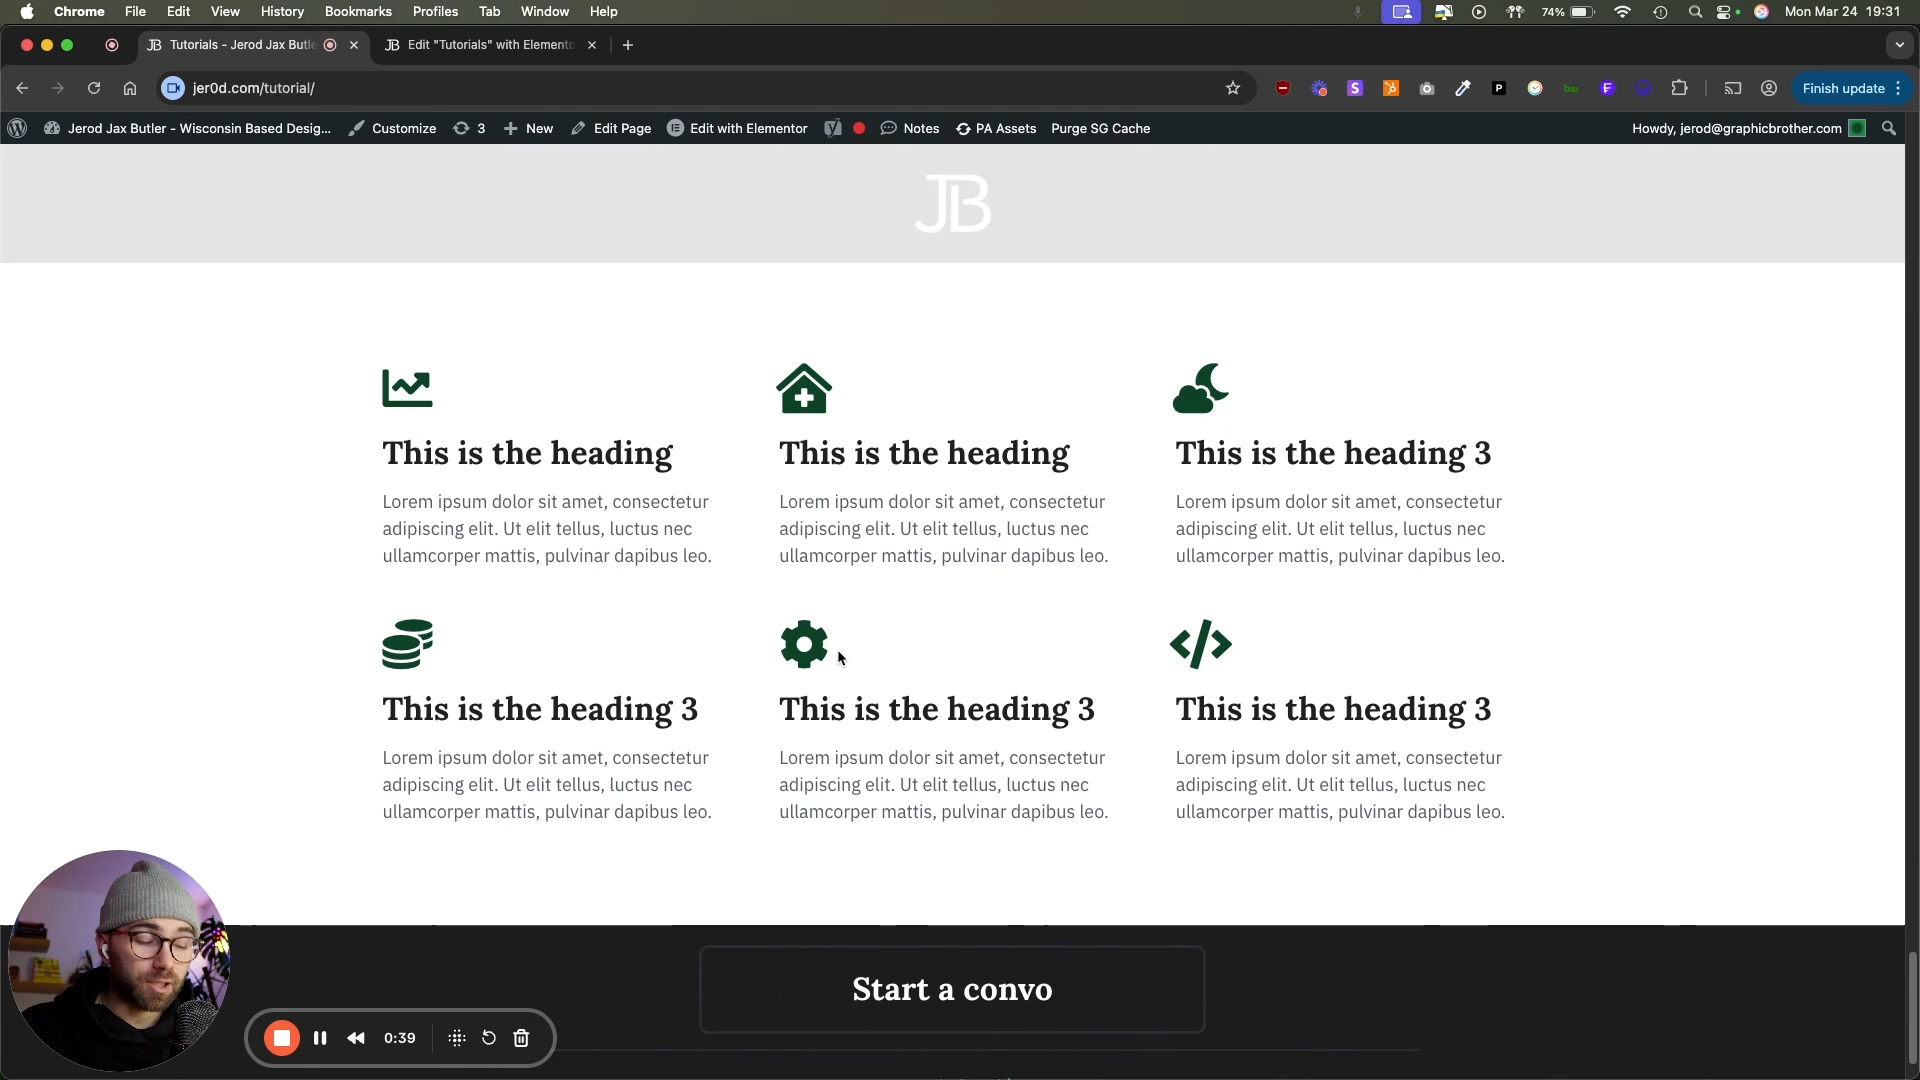 Chrome File Edit View History Bookmarks Profiles Tab Window Help 74% Mon Mar 24 19:31
JB Tutorials - Jerod Jax Butle JB Edit "Tutorials" with Elemento
jer0d.com/tutorial/ S P bw F Finish update
Jerod Jax Butler - Wisconsin Based Desig... Customize 3 New Edit Page Edit with Elementor Notes PA Assets Purge SG Cache Howdy, jerod@graphicbrother.com
JB
This is the heading
Lorem ipsum dolor sit amet, consectetur
adipiscing elit. Ut elit tellus, luctus nec
ullamcorper mattis, pulvinar dapibus leo.
This is the heading
Lorem ipsum dolor sit amet, consectetur
adipiscing elit. Ut elit tellus, luctus nec
ullamcorper mattis, pulvinar dapibus leo.
This is the heading 3
Lorem ipsum dolor sit amet, consectetur
adipiscing elit. Ut elit tellus, luctus nec
ullamcorper mattis, pulvinar dapibus leo.
This is the heading 3
Lorem ipsum dolor sit amet, consectetur
adipiscing elit. Ut elit tellus, luctus nec
ullamcorper mattis, pulvinar dapibus leo.
This is the heading 3
Lorem ipsum dolor sit amet, consectetur
adipiscing elit. Ut elit tellus, luctus nec
ullamcorper mattis, pulvinar dapibus leo.
This is the heading 3
Lorem ipsum dolor sit amet, consectetur
adipiscing elit. Ut elit tellus, luctus nec
ullamcorper mattis, pulvinar dapibus leo.
Start a convo
0:39